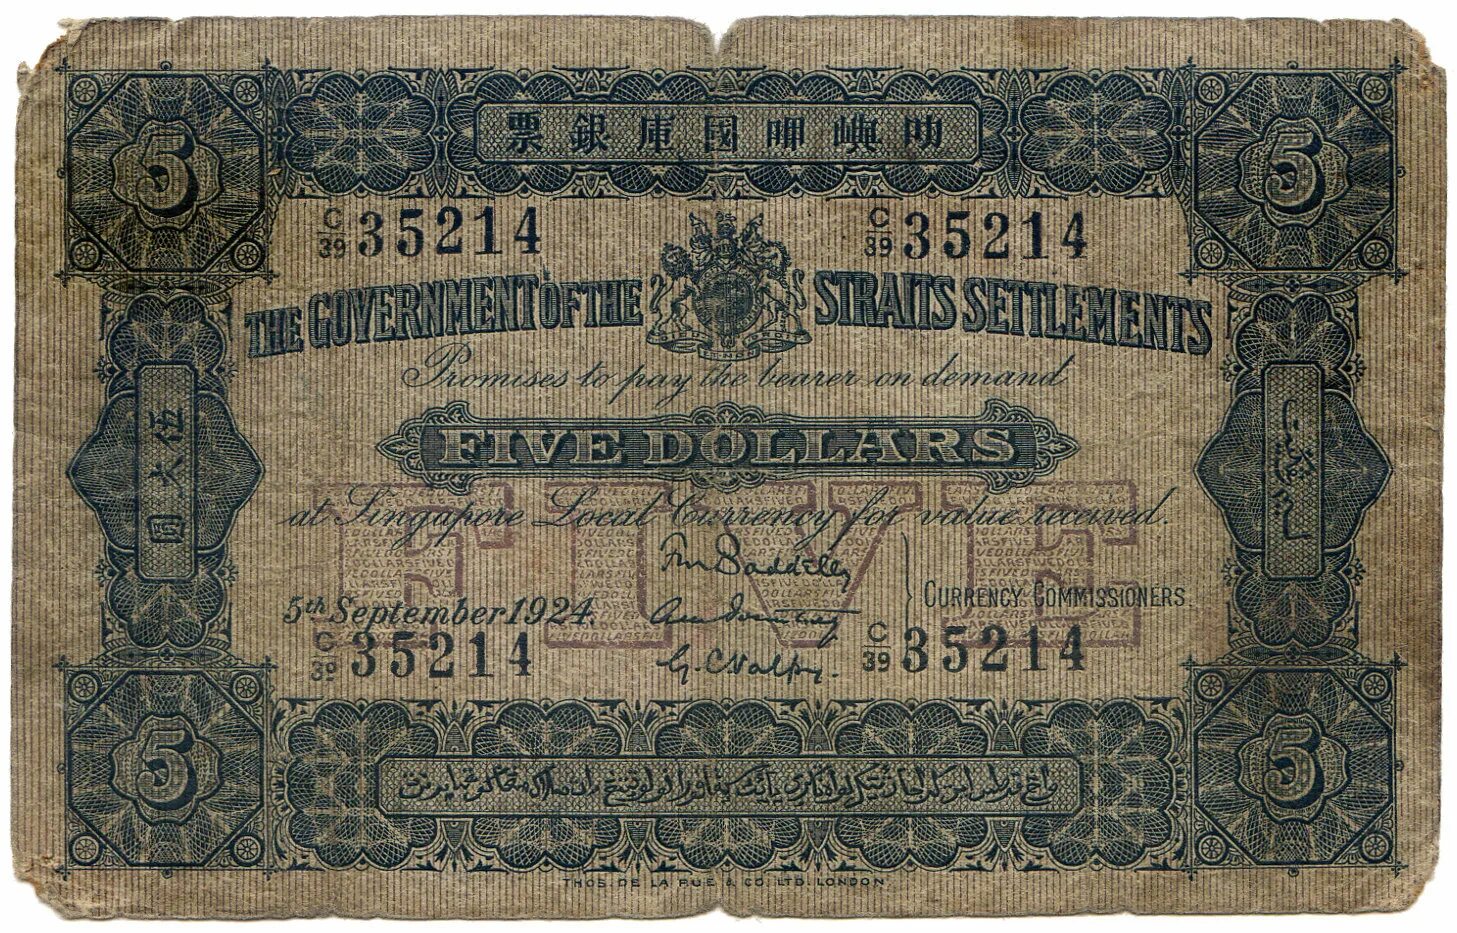 5
叻嶼呷國庫銀票
5
C/39 35214
C/39 35214
THE GOVERNMENT OF THE STRAITS SETTLEMENTS
Promises to pay the bearer on demand
FIVE DOLLARS
伍大圓
at Singapore Local Currency for value received.
FIVE
5th September 1924.
CURRENCY COMMISSIONERS
G. C. Valpy.
C/39 35214
C/39 35214
5
5
THOS. DE LA RUE & CO. LTD. LONDON